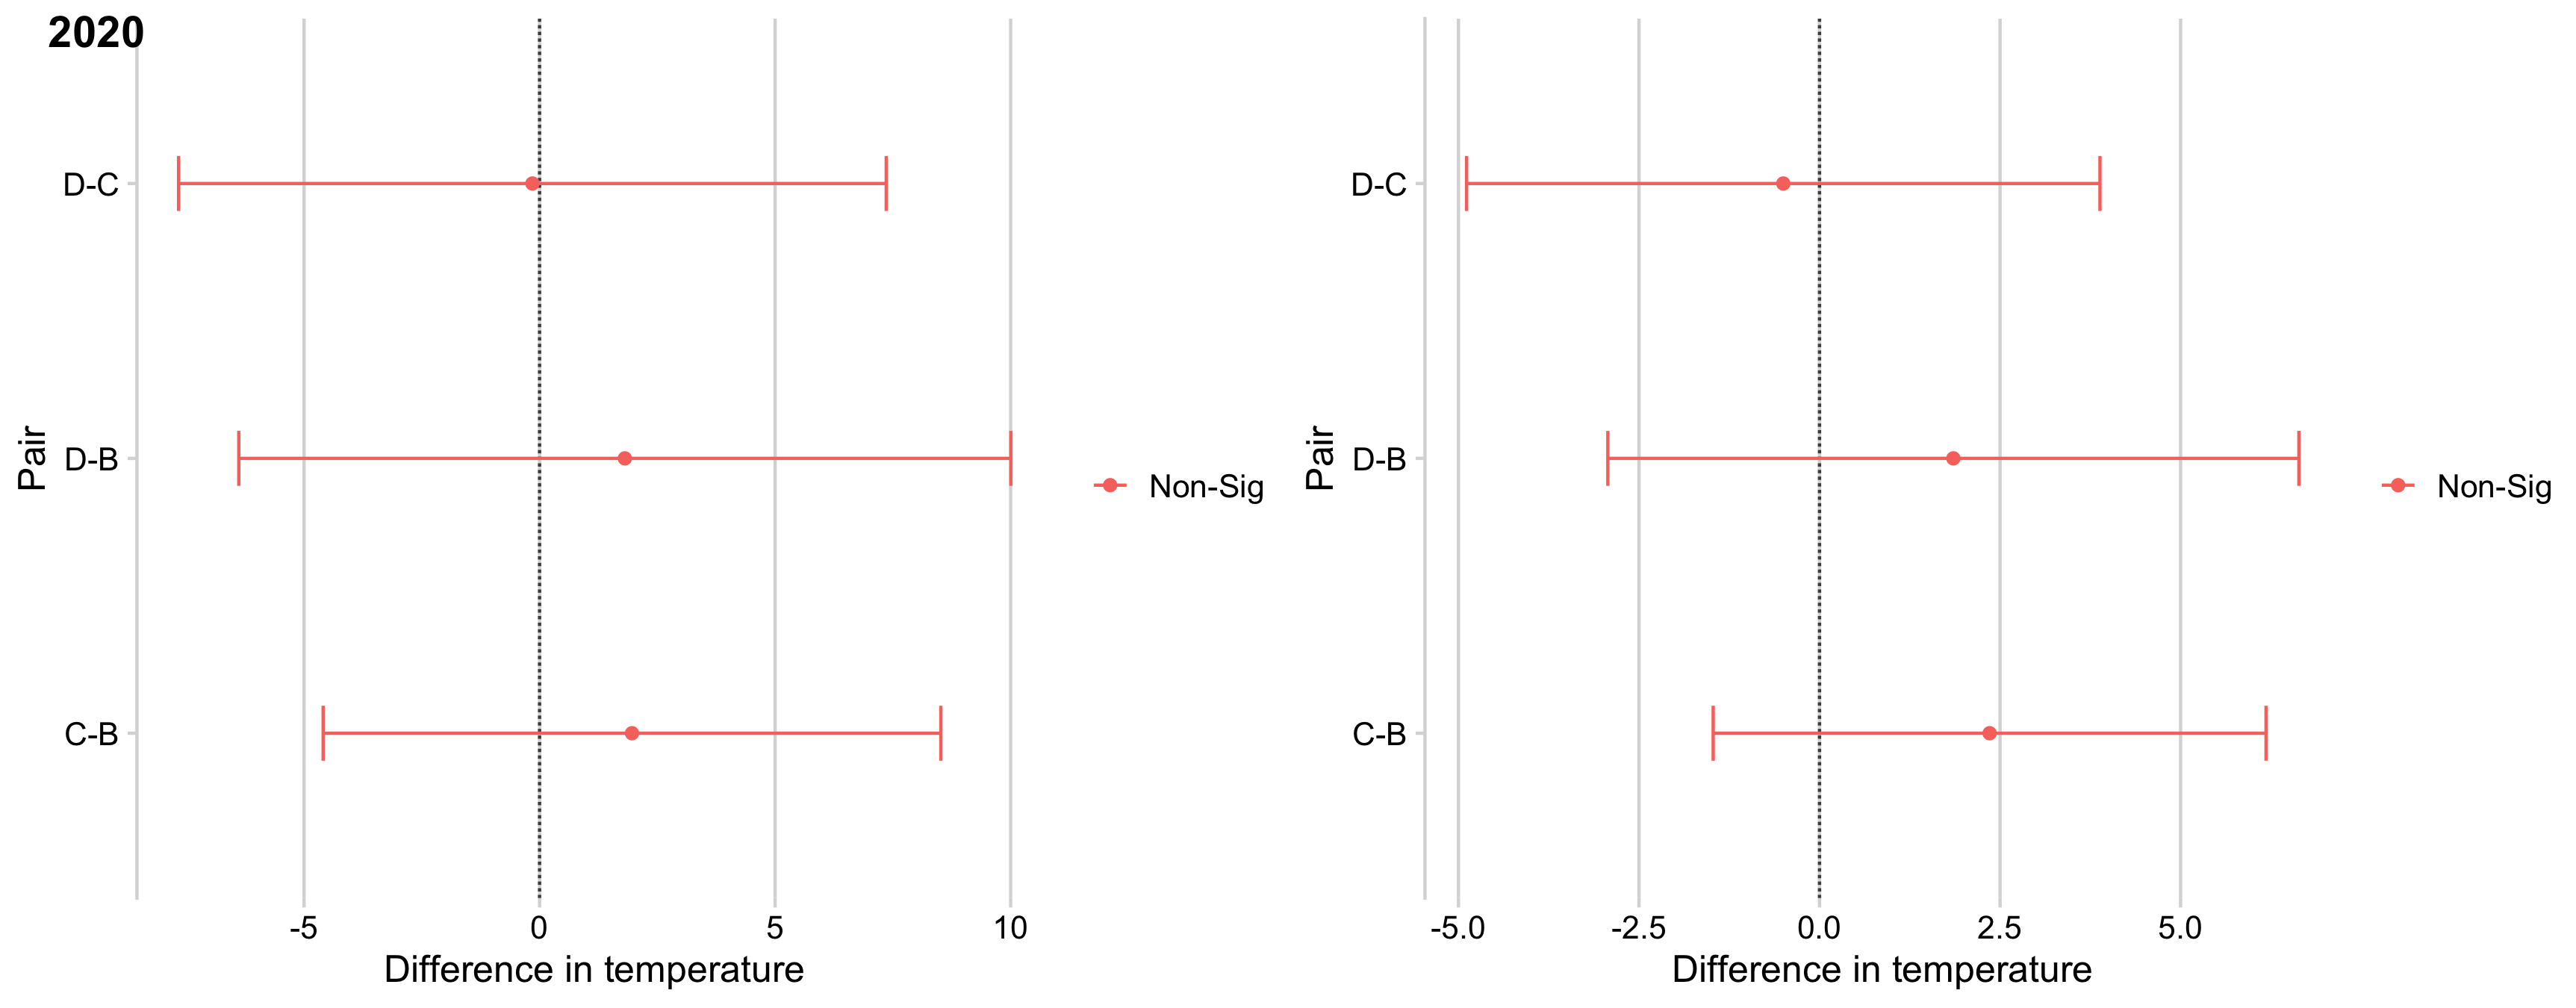 2020
Pair
D-C
D-B
C-B
-5 0 5 10
Difference in temperature
Non-Sig
Pair
D-C
D-B
C-B
-5.0 -2.5 0.0 2.5 5.0
Difference in temperature
Non-Sig